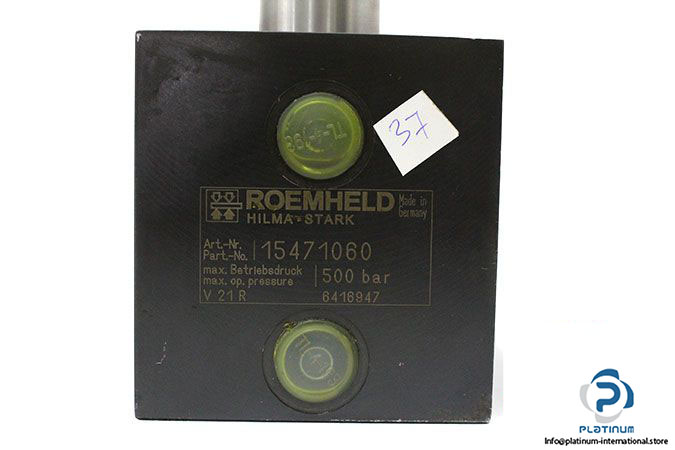 37
ROEMHELD
HILMA-STARK
Made in
Germany
Art-Nr.
Part.-No. 15471060
max. Betriebsdruck
max. op. pressure 500 bar
V 21 R 6416947
PLATINUM
Info@platinum-international.store